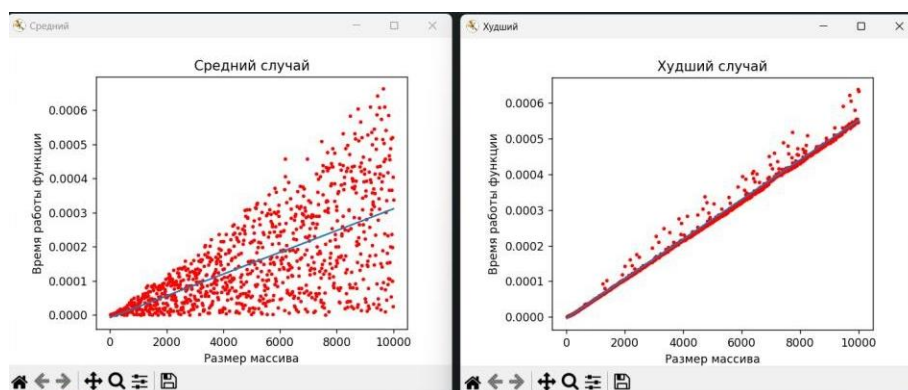 Средний
Средний случай
0.0006
0.0005
0.0004
0.0003
0.0002
0.0001
0.0000
Время работы функции
0 2000 4000 6000 8000 10000
Размер массива
Худший
Худший случай
0.0006
0.0005
0.0004
0.0003
0.0002
0.0001
0.0000
Время работы функции
0 2000 4000 6000 8000 10000
Размер массива